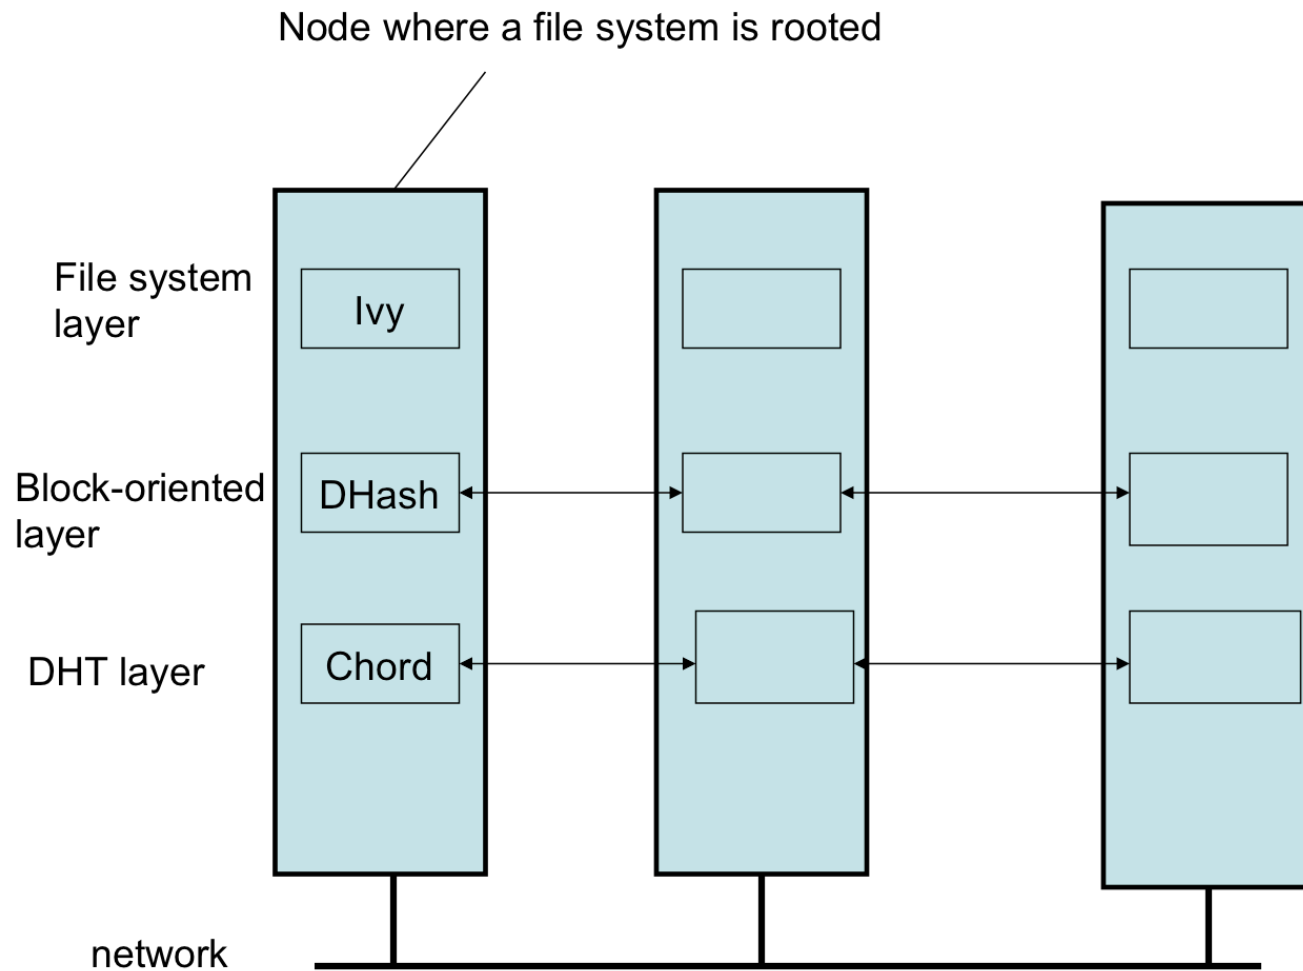 Node where a file system is rooted
File system
layer
Ivy
Block-oriented
layer
DHash
DHT layer
Chord
network